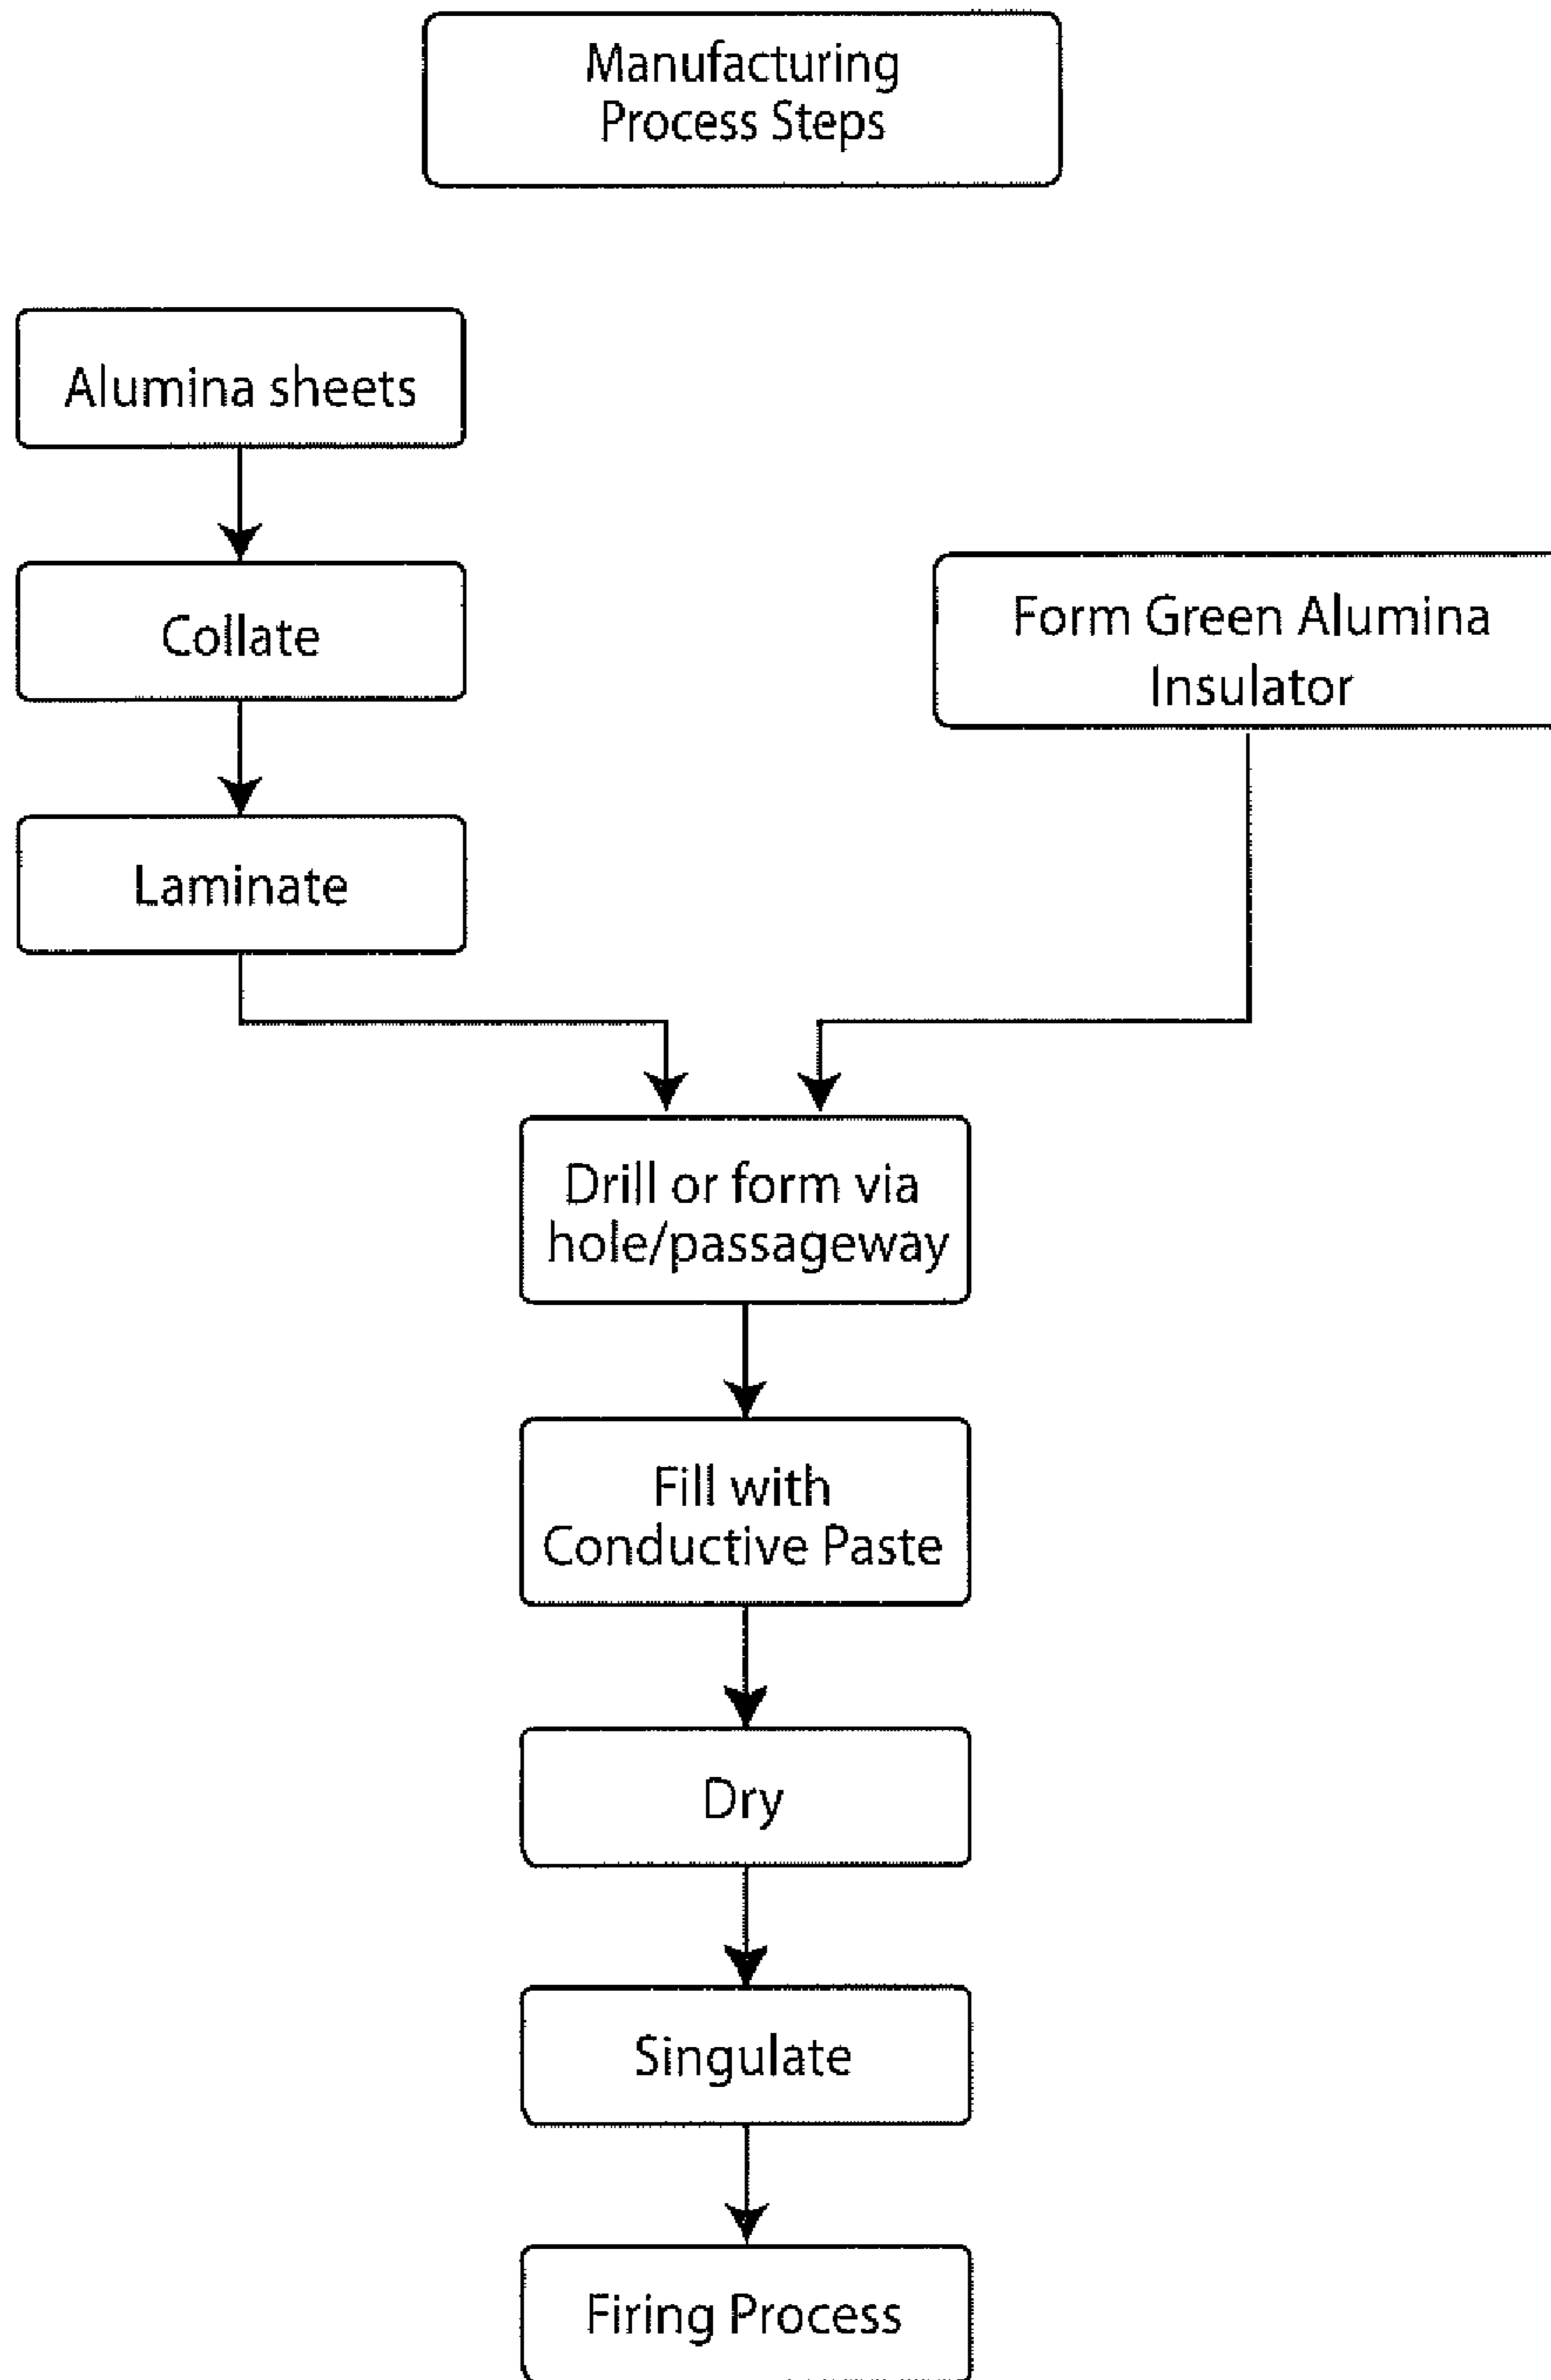 Manufacturing
Process Steps
Alumina sheets
Collate
Form Green Alumina
Insulator
Laminate
Drill or form via
hole/passageway
Fill with
Conductive Paste
Dry
Singulate
Firing Process